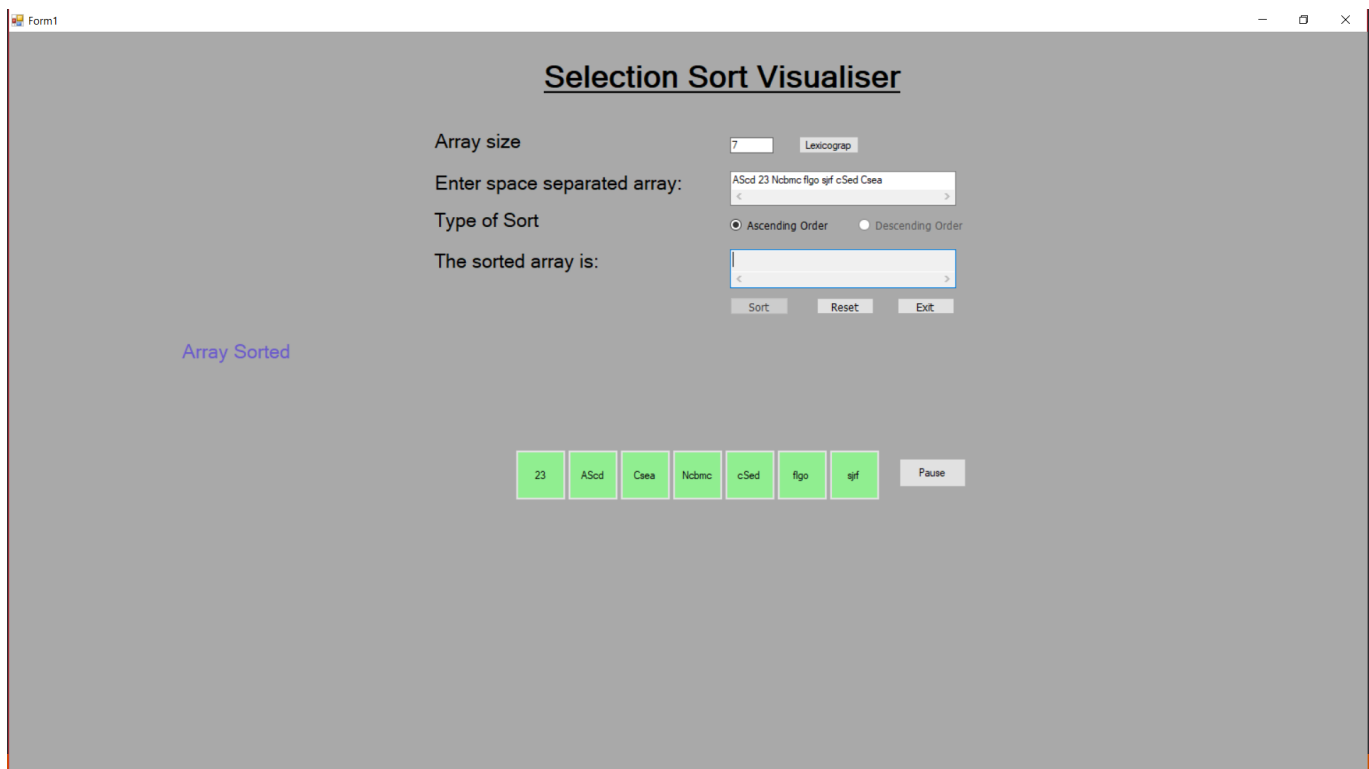 Form1
Selection Sort Visualiser
Array size
7
Lexicograp
Enter space separated array:
AScd 23 Ncbmc flgo sjrf cSed Csea
Type of Sort
Ascending Order
Descending Order
The sorted array is:
Sort
Reset
Exit
Array Sorted
23
AScd
Csea
Ncbmc
cSed
flgo
sjrf
Pause